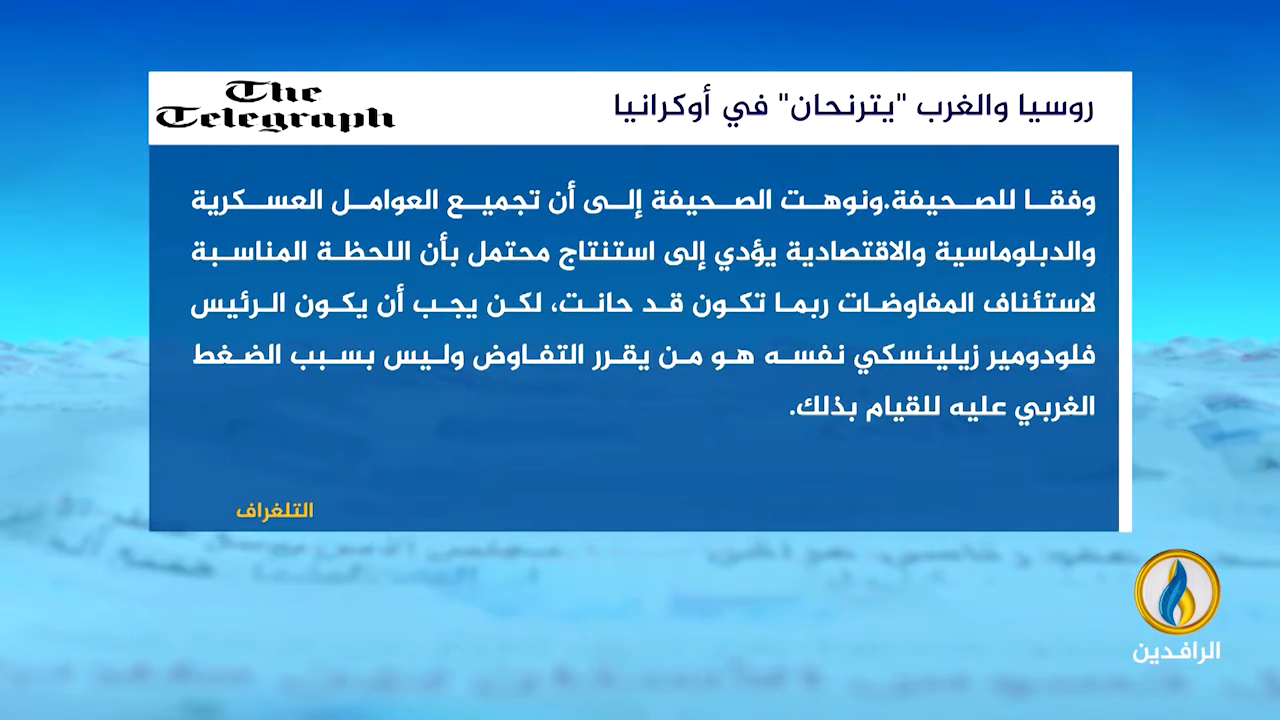 روسيا والغرب "يترنحان" في أوكرانيا
The
Telegraph
وفقا للصحيفة.ونوهت الصحيفة إلى أن تجميع العوامل العسكرية
والدبلوماسية والاقتصادية يؤدي إلى استنتاج محتمل بأن اللحظة المناسبة
لاستئناف المفاوضات ربما تكون قد حانت، لكن يجب أن يكون الرئيس
فلودومير زيلينسكي نفسه هو من يقرر التفاوض وليس بسبب الضغط
الغربي عليه للقيام بذلك.
التلغراف
الرافدين